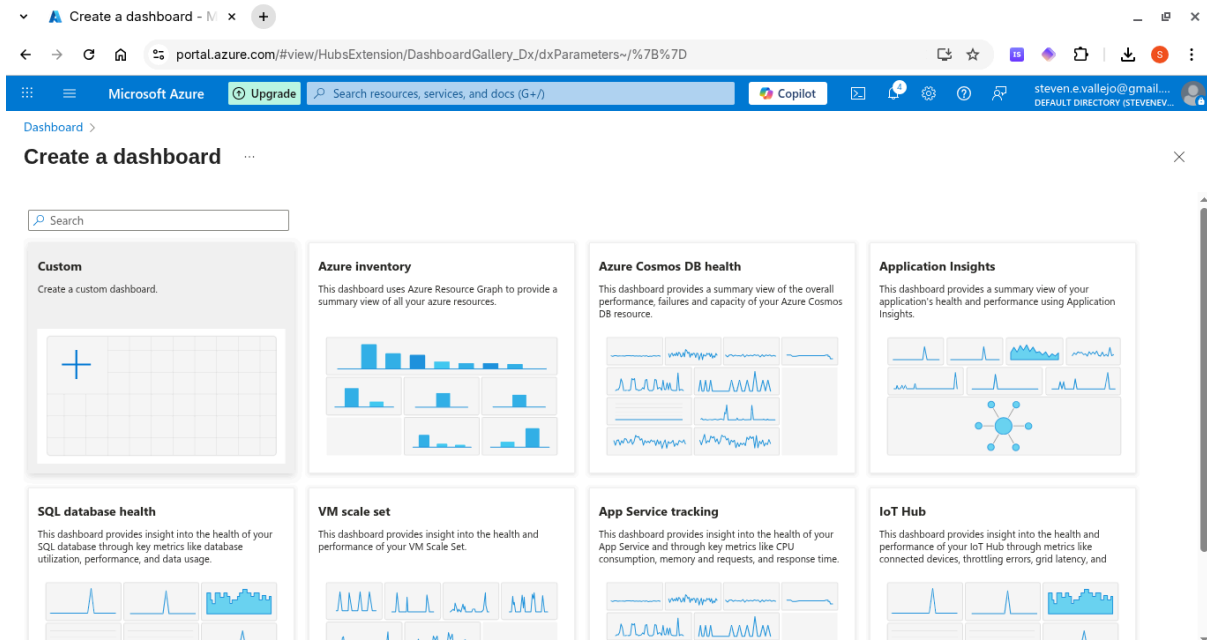 Create a dashboard - M
portal.azure.com/#view/HubsExtension/DashboardGallery_Dx/dxParameters~/%7B%7D
TS
S
Microsoft Azure
Upgrade
Search resources, services, and docs (G+/)
Copilot
4
steven.e.vallejo@gmail....
DEFAULT DIRECTORY (STEVENEV...
Dashboard >
Create a dashboard
Search
Custom
Create a custom dashboard.
Azure inventory
This dashboard uses Azure Resource Graph to provide a
summary view of all your azure resources.
Azure Cosmos DB health
This dashboard provides a summary view of the overall
performance, failures and capacity of your Azure Cosmos
DB resource.
Application Insights
This dashboard provides a summary view of your
application's health and performance using Application
Insights.
SQL database health
This dashboard provides insight into the health of your
SQL database through key metrics like database
utilization, performance, and data usage.
VM scale set
This dashboard provides insight into the health and
performance of your VM Scale Set.
App Service tracking
This dashboard provides insight into the health of your
App Service and through key metrics like CPU
consumption, memory and requests, and response time.
IoT Hub
This dashboard provides insight into the health and
performance of your IoT Hub through metrics like
connected devices, throttling errors, grid latency, and